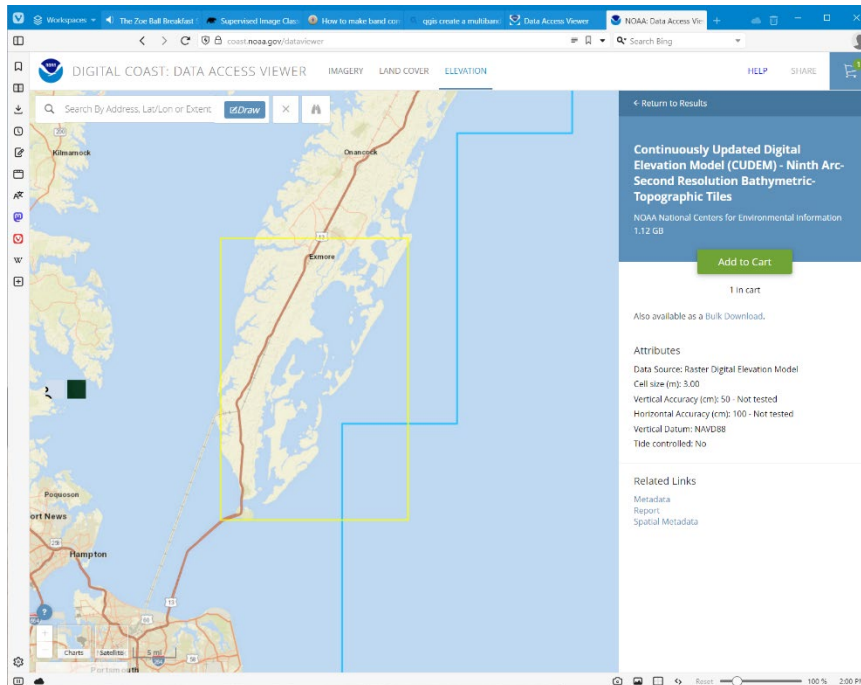 Workspaces
The Zoe Ball Breakfast
Supervised Image Clas
How to make band co
qgis create a multiband
Data Access Viewer
NOAA: Data Access Vie
coast.noaa.gov/dataviewer
Search Bing
DIGITAL COAST: DATA ACCESS VIEWER
IMAGERY
LAND COVER
ELEVATION
HELP
SHARE
1
Search By Address, Lat/Lon or Extent
Draw
Kilmarnock
Onancock
Exmore
Poquoson
ort News
Hampton
Portsmouth
13
Charts
Satellite
5 mi
?
← Return to Results
Continuously Updated Digital
Elevation Model (CUDEM) - Ninth Arc-
Second Resolution Bathymetric-
Topographic Tiles
NOAA National Centers for Environmental Information
1.12 GB
Add to Cart
1 in cart
Also available as a Bulk Download.
Attributes
Data Source: Raster Digital Elevation Model
Cell size (m): 3.00
Vertical Accuracy (cm): 50 - Not tested
Horizontal Accuracy (cm): 100 - Not tested
Vertical Datum: NAVD88
Tide controlled: No
Related Links
Metadata
Report
Spatial Metadata
Reset
100 %
2:00 PM